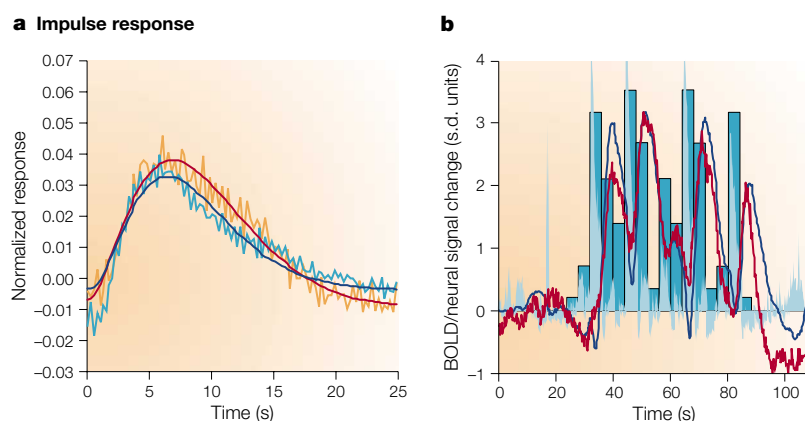 a Impulse response
Normalized response
0.07
0.06
0.05
0.04
0.03
0.02
0.01
0.00
–0.01
–0.02
–0.03
0 5 10 15 20 25
Time (s)
b
BOLD/neural signal change (s.d. units)
4
3
2
1
0
–1
0 20 40 60 80 100
Time (s)